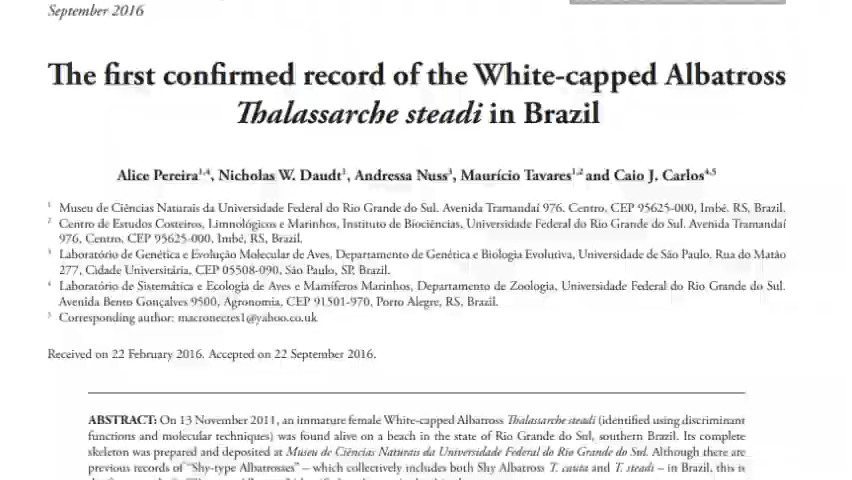 September 2016
The first confirmed record of the White-capped Albatross
Thalassarche steadi in Brazil
Alice Pereira1,4, Nicholas W. Daudt1, Andressa Nuss3, Maurício Tavares1,2 and Caio J. Carlos4,5
1 Museu de Ciências Naturais da Universidade Federal do Rio Grande do Sul. Avenida Tramandaí 976, Centro, CEP 95625-000, Imbé, RS, Brazil.
2 Centro de Estudos Costeiros, Limnológicos e Marinhos, Instituto de Biociências, Universidade Federal do Rio Grande do Sul. Avenida Tramandaí
976, Centro, CEP 95625-000, Imbé, RS, Brazil.
3 Laboratório de Genética e Evolução Molecular de Aves, Departamento de Genética e Biologia Evolutiva, Universidade de São Paulo. Rua do Matão
277, Cidade Universitária, CEP 05508-090, São Paulo, SP, Brazil.
4 Laboratório de Sistemática e Ecologia de Aves e Mamíferos Marinhos, Departamento de Zoologia, Universidade Federal do Rio Grande do Sul.
Avenida Bento Gonçalves 9500, Agronomia, CEP 91501-970, Porto Alegre, RS, Brazil.
5 Corresponding author: macronectes1@yahoo.co.uk
Received on 22 February 2016. Accepted on 22 September 2016.
ABSTRACT: On 13 November 2011, an immature female White-capped Albatross Thalassarche steadi (identified using discriminant
functions and molecular techniques) was found alive on a beach in the state of Rio Grande do Sul, southern Brazil. Its complete
skeleton was prepared and deposited at Museu de Ciências Naturais da Universidade Federal do Rio Grande do Sul. Although there are
previous records of "Shy-type Albatrosses" – which collectively includes both Shy Albatross T. cauta and T. steadi – in Brazil, this is